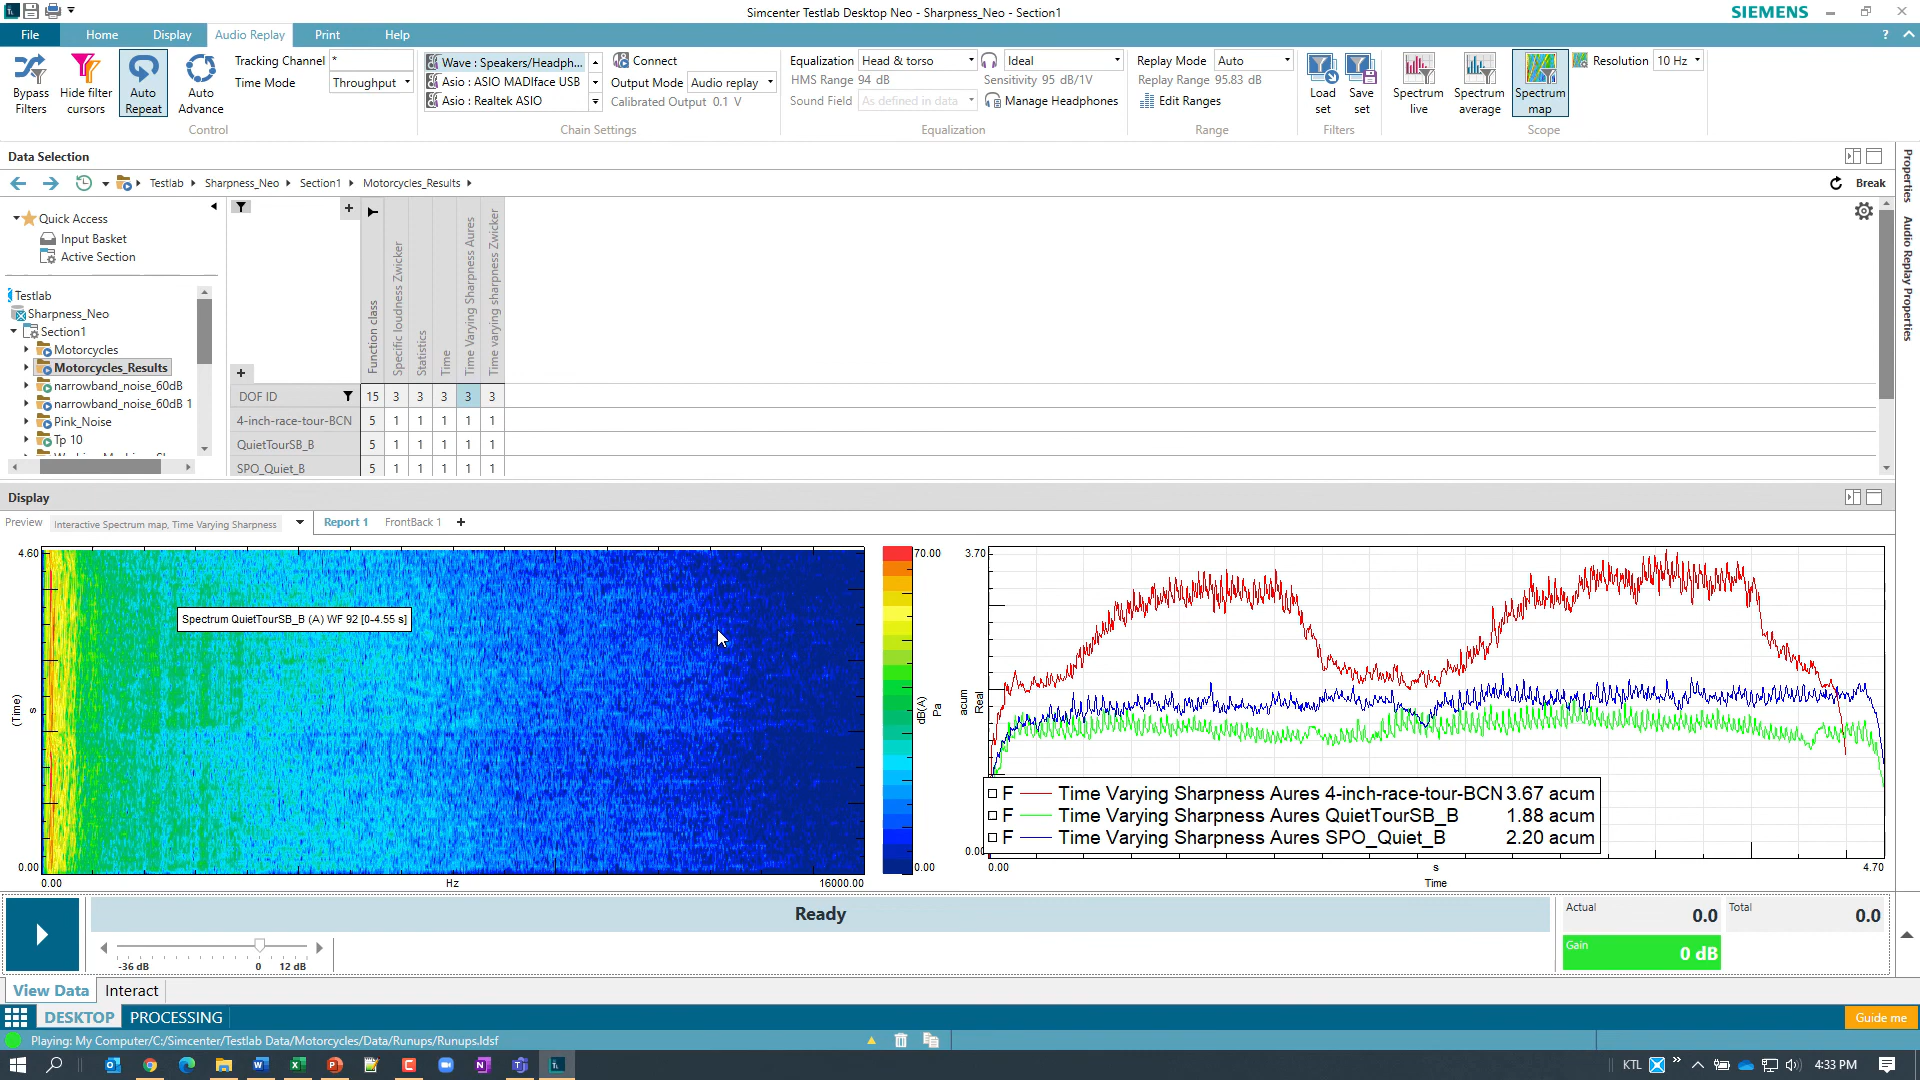 Simcenter Testlab Desktop Neo - Sharpness_Neo - Section1
SIEMENS
File Home Display Audio Replay Print Help
Bypass Filters
Hide filter cursors
Auto Repeat
Auto Advance
Tracking Channel *
Time Mode Throughput
Control
Wave : Speakers/Headph...
Asio : ASIO MADIface USB
Asio : Realtek ASIO
Connect
Output Mode Audio replay
Calibrated Output 0.1 V
Chain Settings
Equalization Head & torso Ideal
HMS Range 94 dB Sensitivity 95 dB/1V
Sound Field As defined in data Manage Headphones
Equalization
Replay Mode Auto
Replay Range 95.83 dB
Edit Ranges
Range
Load set
Save set
Filters
Spectrum live
Spectrum average
Spectrum map
Resolution 10 Hz
Scope
Data Selection
Testlab Sharpness_Neo Section1 Motorcycles_Results
Break
Properties
Audio Replay Properties
Quick Access
Input Basket
Active Section
Testlab
Sharpness_Neo
Section1
Motorcycles
Motorcycles_Results
narrowband_noise_60dB
narrowband_noise_60dB 1
Pink_Noise
Tp 10
Function class
Specific loudness Zwicker
Statistics
Time
Time Varying Sharpness Aures
Time varying sharpness Zwicker
DOF ID 15 3 3 3 3 3
4-inch-race-tour-BCN 5 1 1 1 1 1
QuietTourSB_B 5 1 1 1 1 1
SPO_Quiet_B 5 1 1 1 1 1
Display
Preview Interactive Spectrum map, Time Varying Sharpness Report 1 FrontBack 1 +
4.60
(Time)
s
0.00
0.00 Hz 16000.00
Spectrum QuietTourSB_B (A) WF 92 [0-4.55 s]
70.00
dB(A)
Pa
0.00
3.70
acum
Real
0.00
0.00 s 4.70
Time
F Time Varying Sharpness Aures 4-inch-race-tour-BCN 3.67 acum
F Time Varying Sharpness Aures QuietTourSB_B 1.88 acum
F Time Varying Sharpness Aures SPO_Quiet_B 2.20 acum
Ready
-36 dB 0 12 dB
Actual 0.0
Total 0.0
Gain 0 dB
View Data Interact
DESKTOP PROCESSING
Guide me
Playing: My Computer/C:/Simcenter/Testlab Data/Motorcycles/Data/Runups/Runups.ldsf
KTL
4:33 PM